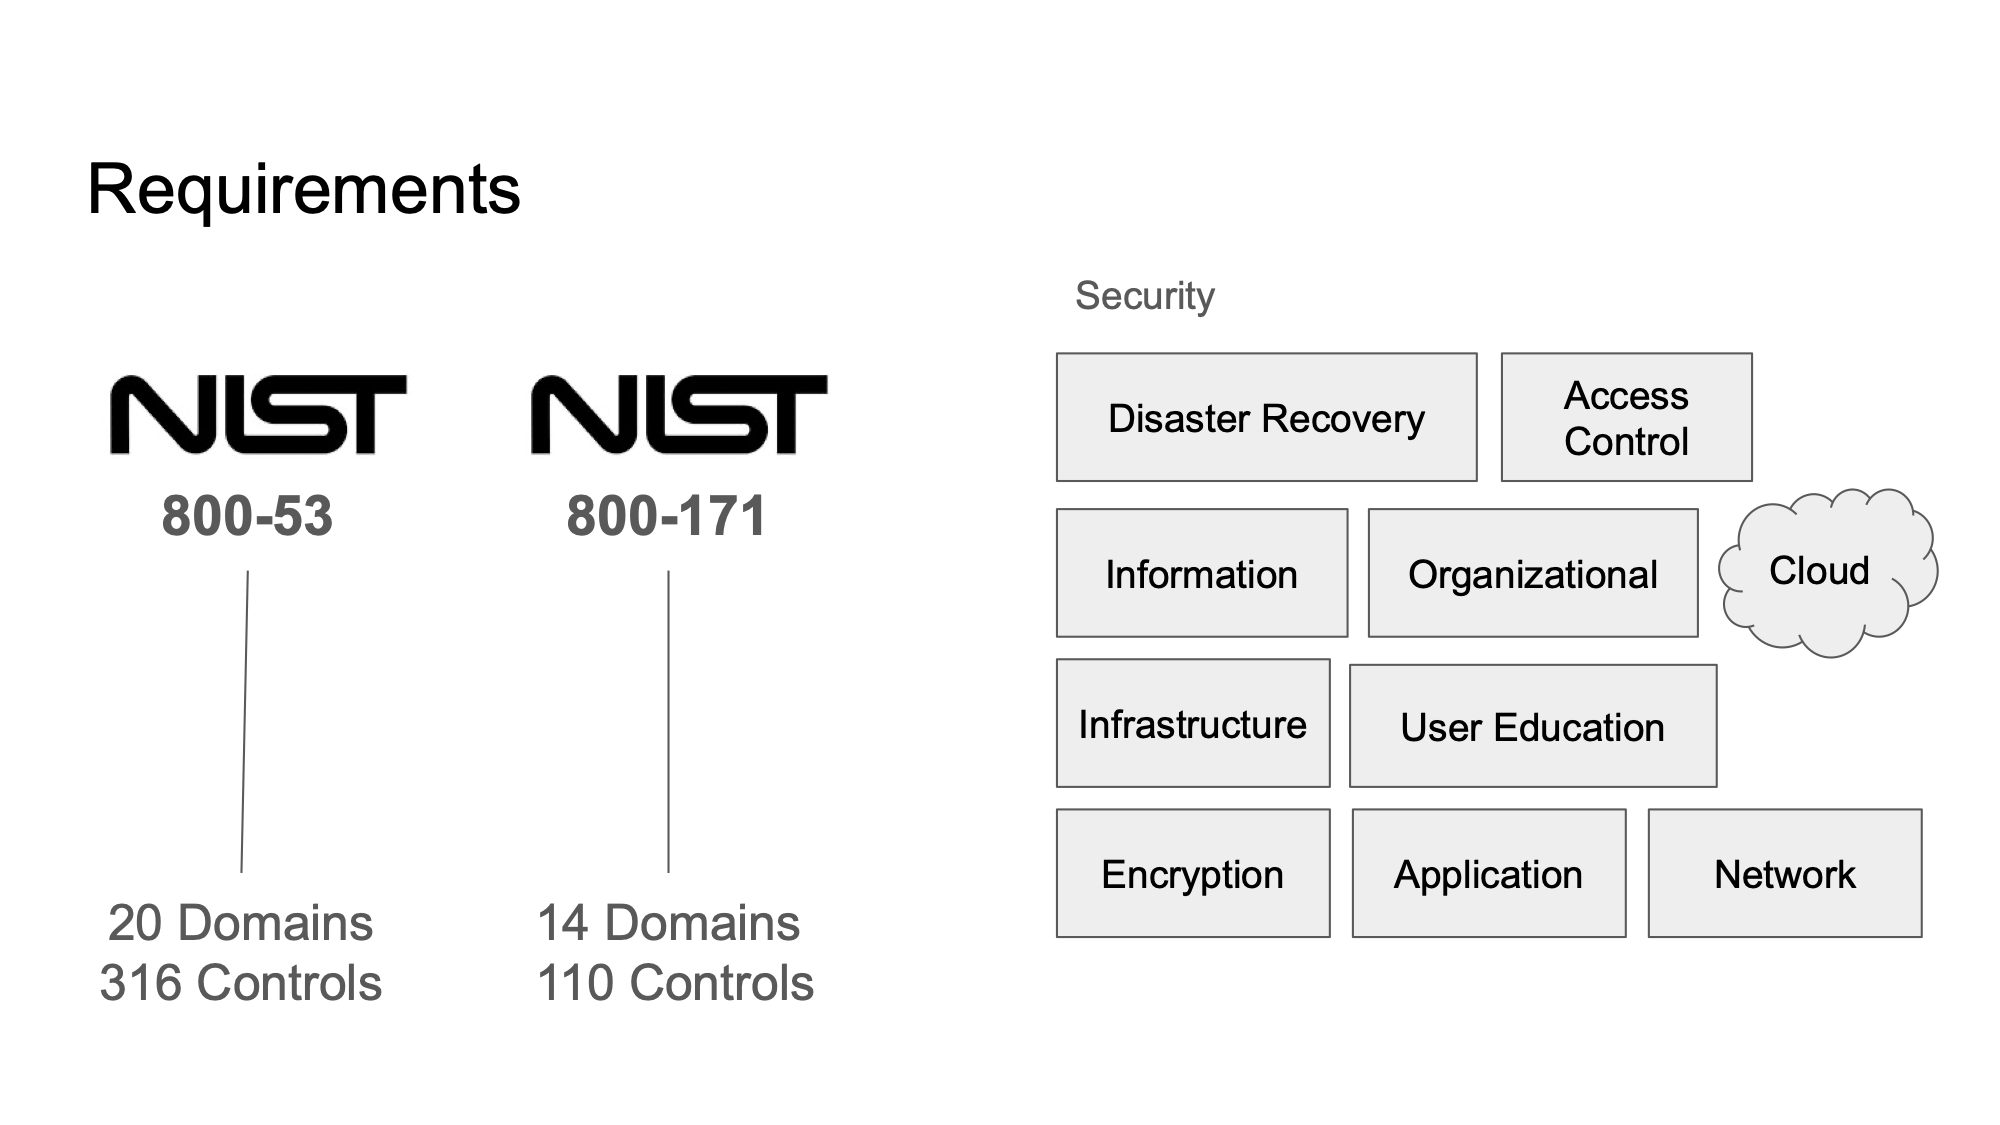 Requirements
NIST
800-53
20 Domains
316 Controls
NIST
800-171
14 Domains
110 Controls
Security
Disaster Recovery
Access
Control
Information
Organizational
Cloud
Infrastructure
User Education
Encryption
Application
Network